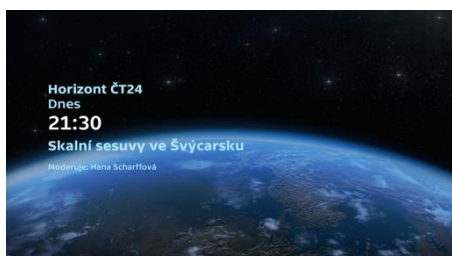 Horizont ČT24
Dnes
21:30
Skalní sesuvy ve Švýcarsku
Moderuje: Hana Scharffová